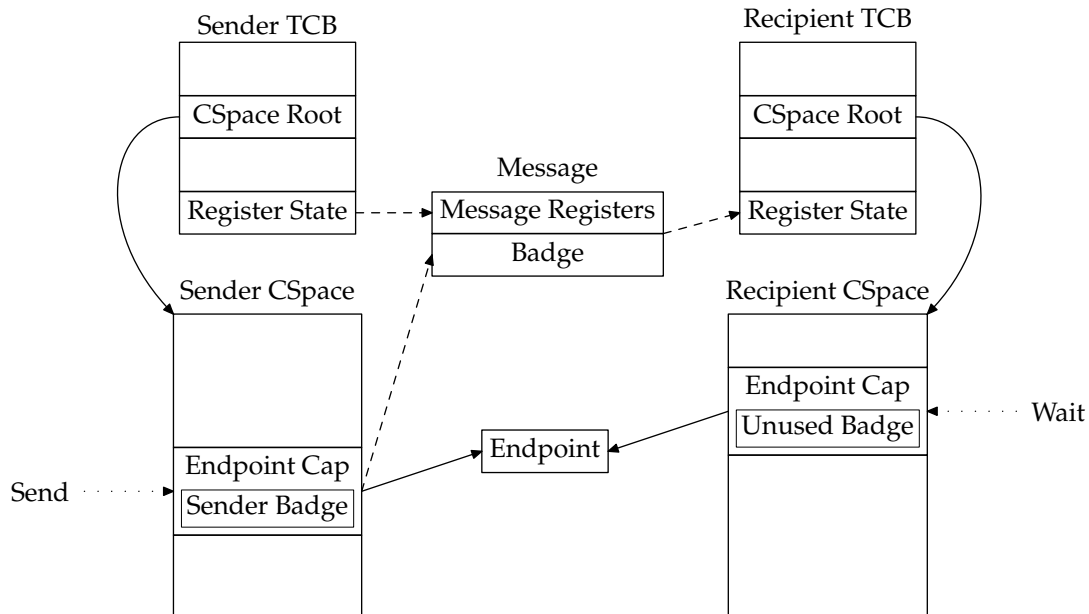 Sender TCB
CSpace Root
Register State
Recipient TCB
CSpace Root
Register State
Message
Message Registers
Badge
Sender CSpace
Endpoint Cap
Sender Badge
Send
Endpoint
Recipient CSpace
Endpoint Cap
Unused Badge
Wait